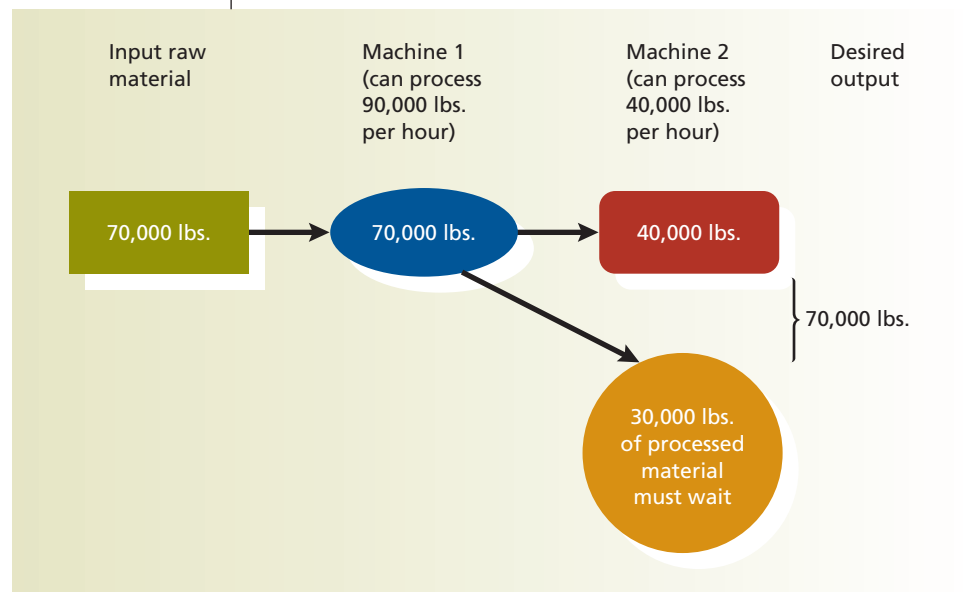 Input raw
material
Machine 1
(can process
90,000 lbs.
per hour)
Machine 2
(can process
40,000 lbs.
per hour)
Desired
output
70,000 lbs.
70,000 lbs.
40,000 lbs.
70,000 lbs.
30,000 lbs.
of processed
material
must wait